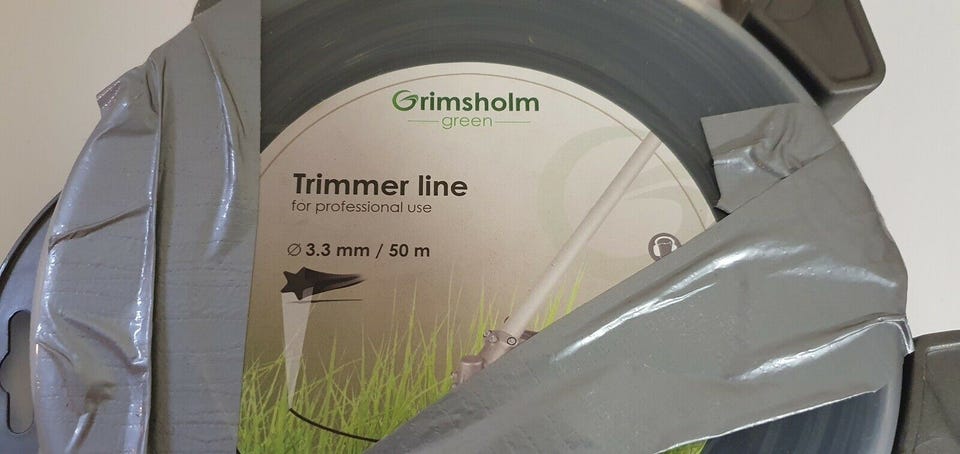 Grimsholm
green
Trimmer line
for professional use
⌀ 3.3 mm / 50 m